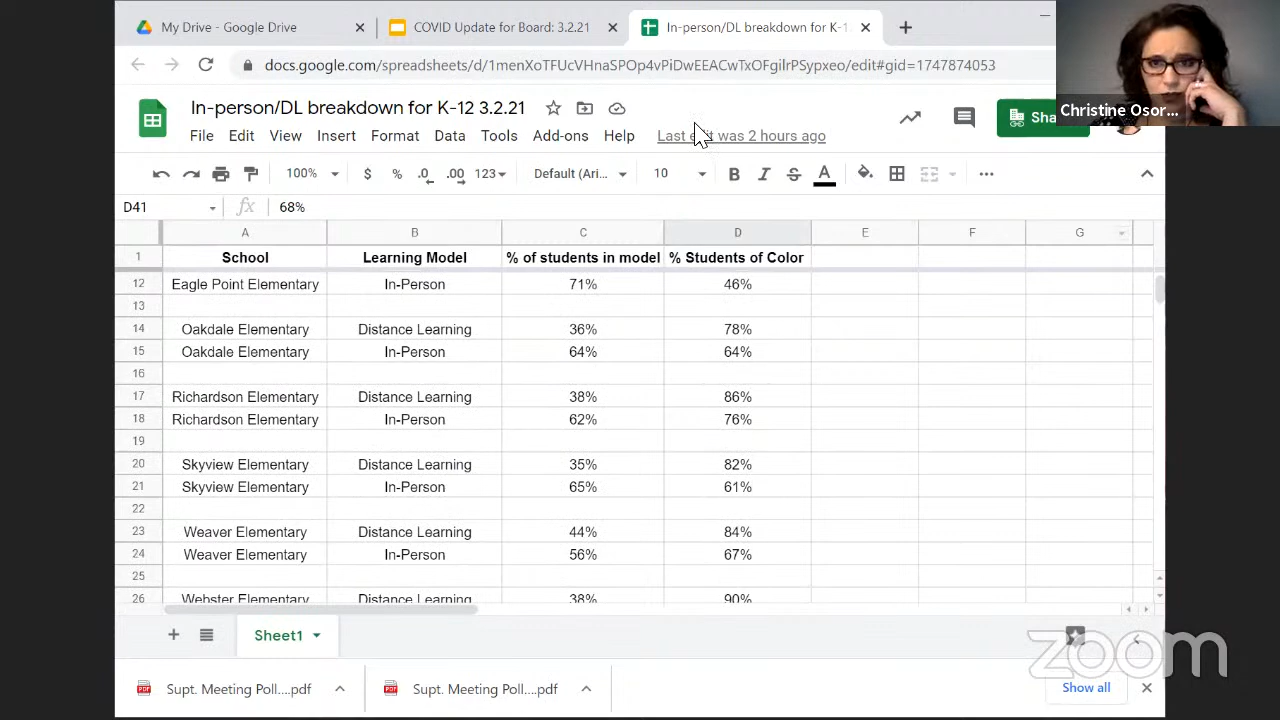 My Drive - Google Drive
COVID Update for Board: 3.2.21
In-person/DL breakdown for K-1
docs.google.com/spreadsheets/d/1menXoTFUcVHnaSPOp4vPiDwEEACwTxOFgilrPSypxeo/edit#gid=1747874053
In-person/DL breakdown for K-12 3.2.21
File Edit View Insert Format Data Tools Add-ons Help Last edit was 2 hours ago
Sha
Christine Osor...
100% $ % .0 .00 123 Default (Ari... 10 B I S A
D41 fx 68%
A B C D E F G
1 School Learning Model % of students in model % Students of Color
12 Eagle Point Elementary In-Person 71% 46%
13
14 Oakdale Elementary Distance Learning 36% 78%
15 Oakdale Elementary In-Person 64% 64%
16
17 Richardson Elementary Distance Learning 38% 86%
18 Richardson Elementary In-Person 62% 76%
19
20 Skyview Elementary Distance Learning 35% 82%
21 Skyview Elementary In-Person 65% 61%
22
23 Weaver Elementary Distance Learning 44% 84%
24 Weaver Elementary In-Person 56% 67%
25
26 Webster Elementary Distance Learning 38% 90%
Sheet1
zoom
PDF Supt. Meeting Poll....pdf
PDF Supt. Meeting Poll....pdf
Show all